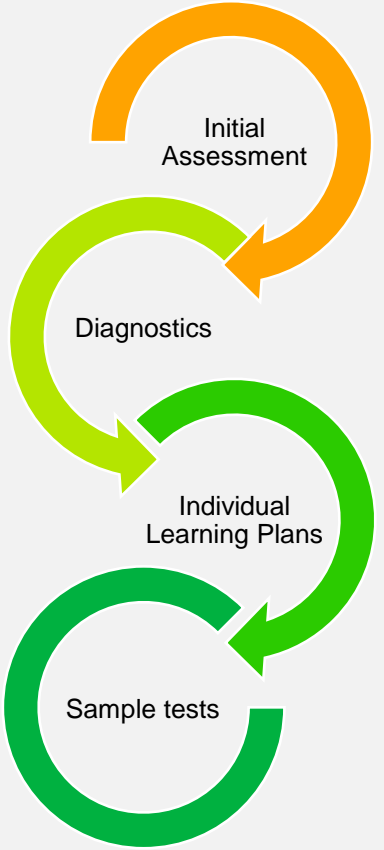 Initial
Assessment
Diagnostics
Individual
Learning Plans
Sample tests